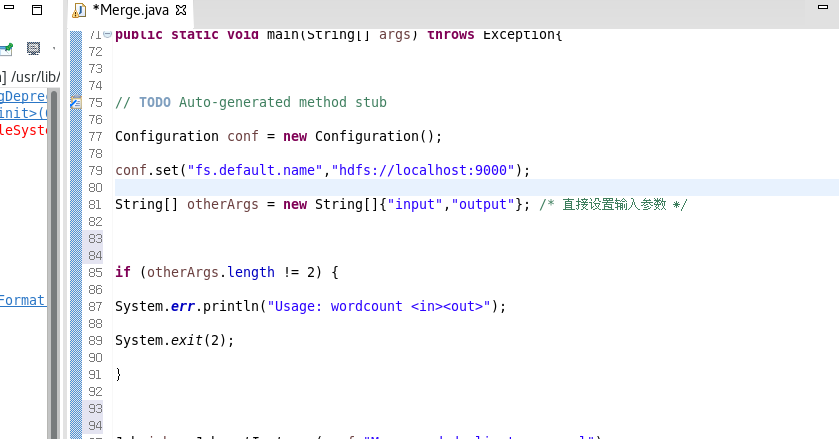 *Merge.java
] /usr/lib/
gDepre
init>(
leSyst
Format
71 public static void main(String[] args) throws Exception{
72
73
74
75 // TODO Auto-generated method stub
76
77 Configuration conf = new Configuration();
78
79 conf.set("fs.default.name","hdfs://localhost:9000");
80
81 String[] otherArgs = new String[]{"input","output"}; /* 直接设置输入参数 */
82
83
84
85 if (otherArgs.length != 2) {
86
87 System.err.println("Usage: wordcount <in><out>");
88
89 System.exit(2);
90
91 }
92
93
94